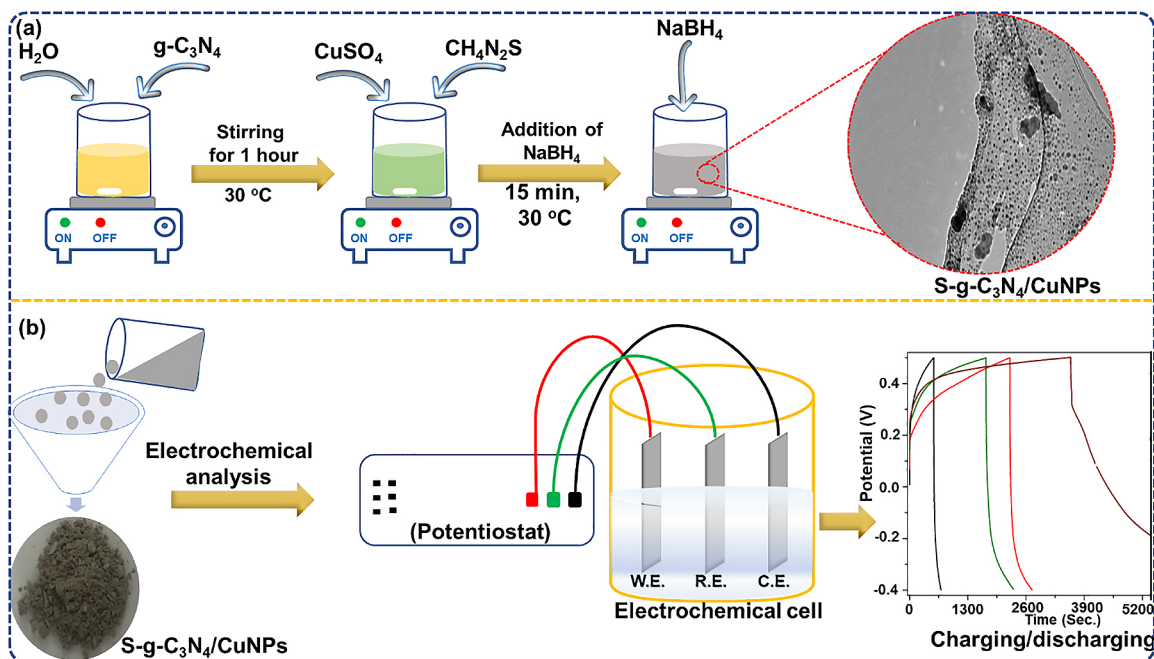 (a)
H₂O
g-C₃N₄
CuSO₄
CH₄N₂S
NaBH₄
Stirring
for 1 hour
30 °C
Addition of
NaBH₄
15 min,
30 °C
ON OFF
ON OFF
ON OFF
S-g-C₃N₄/CuNPs
(b)
Electrochemical
analysis
(Potentiostat)
W.E. R.E. C.E.
Electrochemical cell
S-g-C₃N₄/CuNPs
Potential (V)
0.4
0.2
0.0
-0.2
-0.4
0 1300 2600 3900 5200
Time (Sec.)
Charging/discharging